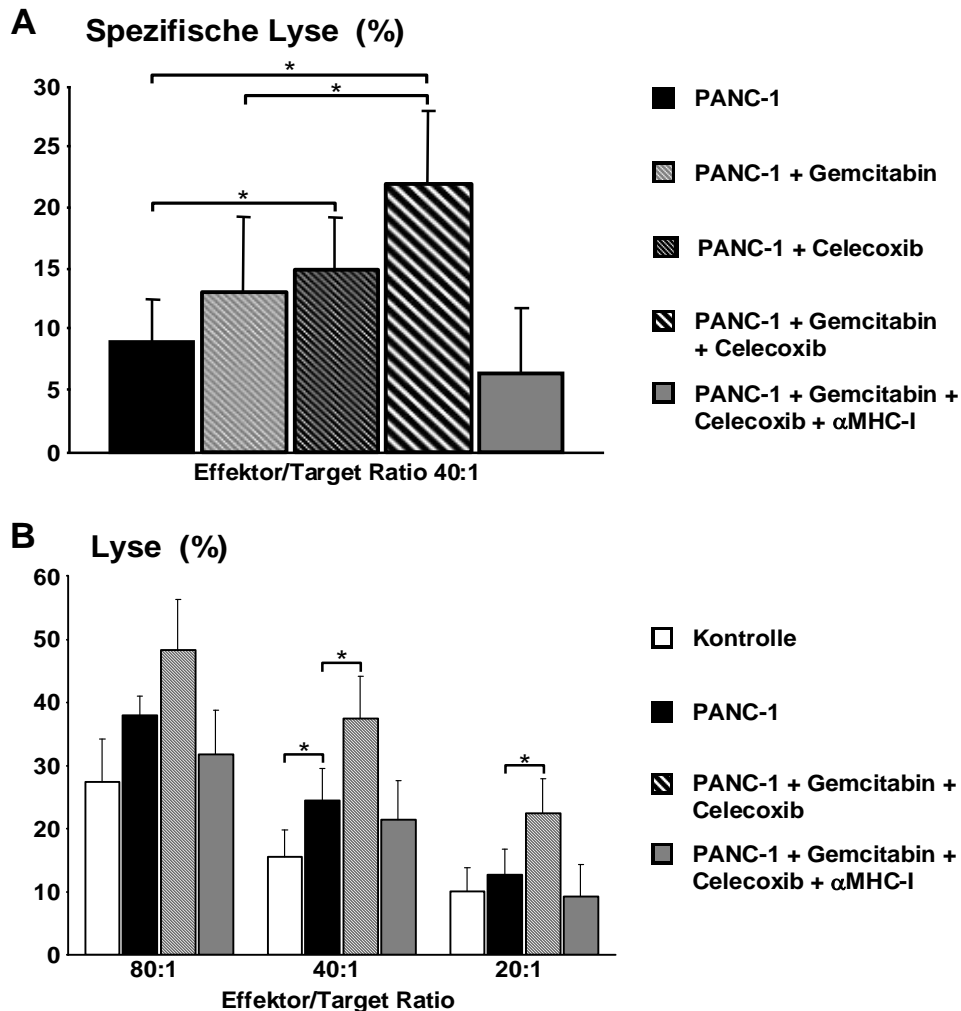 A
Spezifische Lyse (%)
*
*
*
30
25
20
15
10
5
0
Effektor/Target Ratio 40:1
PANC-1
PANC-1 + Gemcitabin
PANC-1 + Celecoxib
PANC-1 + Gemcitabin
+ Celecoxib
PANC-1 + Gemcitabin +
Celecoxib + αMHC-I
B
Lyse (%)
60
50
40
30
20
10
0
*
*
*
80:1 40:1 20:1
Effektor/Target Ratio
Kontrolle
PANC-1
PANC-1 + Gemcitabin +
Celecoxib
PANC-1 + Gemcitabin +
Celecoxib + αMHC-I